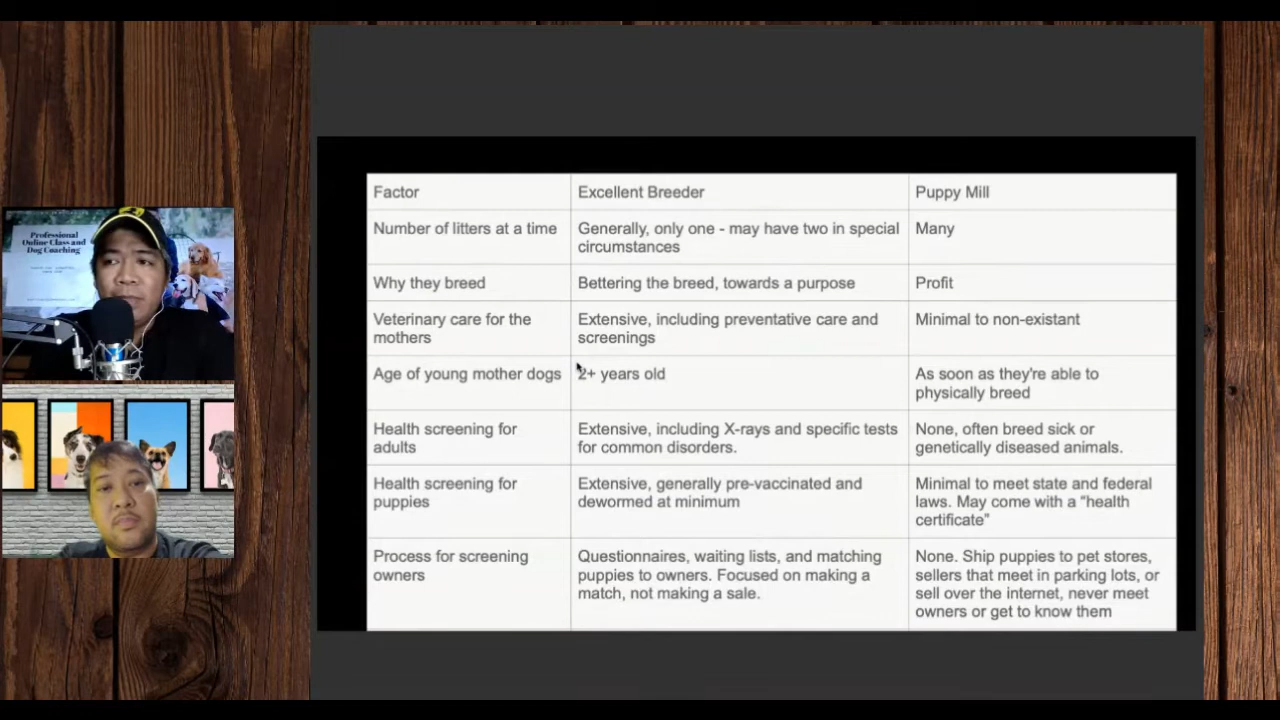 Professional
Online Class and
Dog Coaching
Factor
Excellent Breeder
Puppy Mill
Number of litters at a time
Generally, only one - may have two in special
circumstances
Many
Why they breed
Bettering the breed, towards a purpose
Profit
Veterinary care for the
mothers
Extensive, including preventative care and
screenings
Minimal to non-existant
Age of young mother dogs
2+ years old
As soon as they're able to
physically breed
Health screening for
adults
Extensive, including X-rays and specific tests
for common disorders.
None, often breed sick or
genetically diseased animals.
Health screening for
puppies
Extensive, generally pre-vaccinated and
dewormed at minimum
Minimal to meet state and federal
laws. May come with a “health
certificate”
Process for screening
owners
Questionnaires, waiting lists, and matching
puppies to owners. Focused on making a
match, not making a sale.
None. Ship puppies to pet stores,
sellers that meet in parking lots, or
sell over the internet, never meet
owners or get to know them